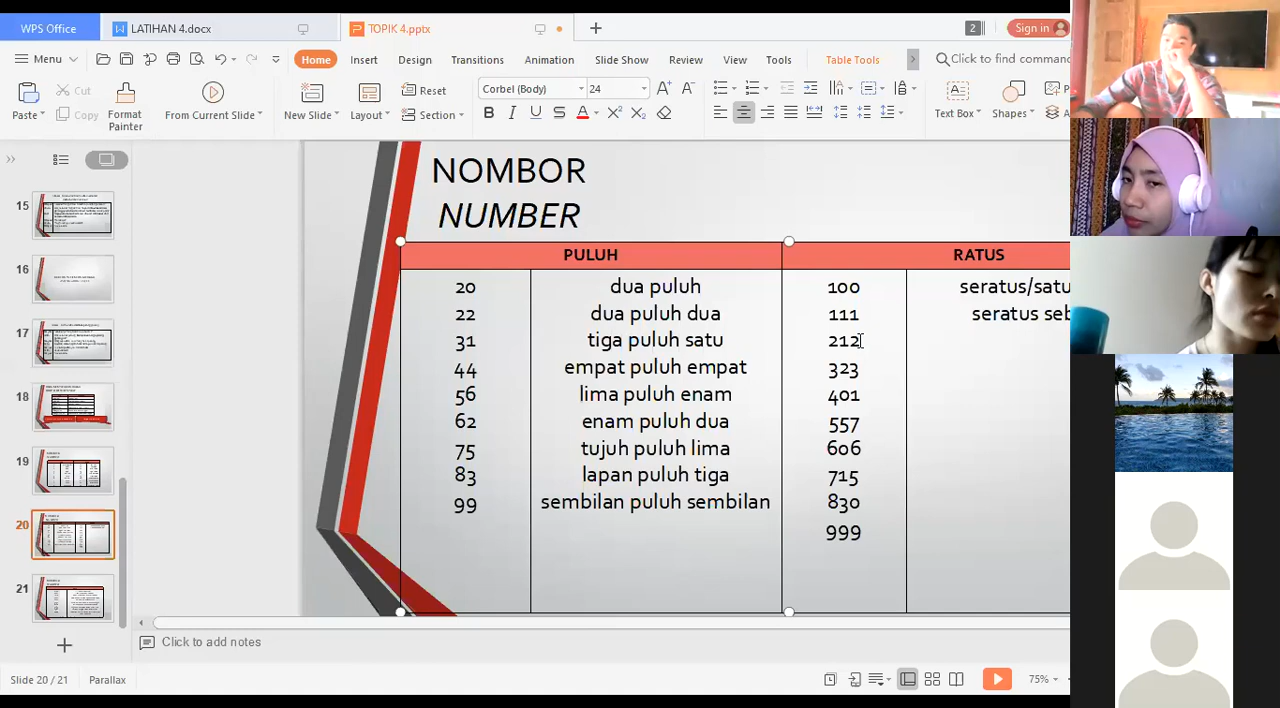 WPS Office
LATIHAN 4.docx
TOPIK 4.pptx
2
Sign in
Menu
Home
Insert
Design
Transitions
Animation
Slide Show
Review
View
Tools
Table Tools
Search for command
Paste
Cut
Copy
Format
Painter
From Current Slide
New Slide
Layout
Reset
Section
Corbel (Body)
24
Text Box
Shapes
NOMBOR
NUMBER
PULUH
RATUS
20 dua puluh 100 seratus/satu
22 dua puluh dua 111 seratus seb
31 tiga puluh satu 212
44 empat puluh empat 323
56 lima puluh enam 401
62 enam puluh dua 557
75 tujuh puluh lima 606
83 lapan puluh tiga 715
99 sembilan puluh sembilan 830
999
15
16
17
18
19
20
21
Click to add notes
Slide 20 / 21
Parallax
75%